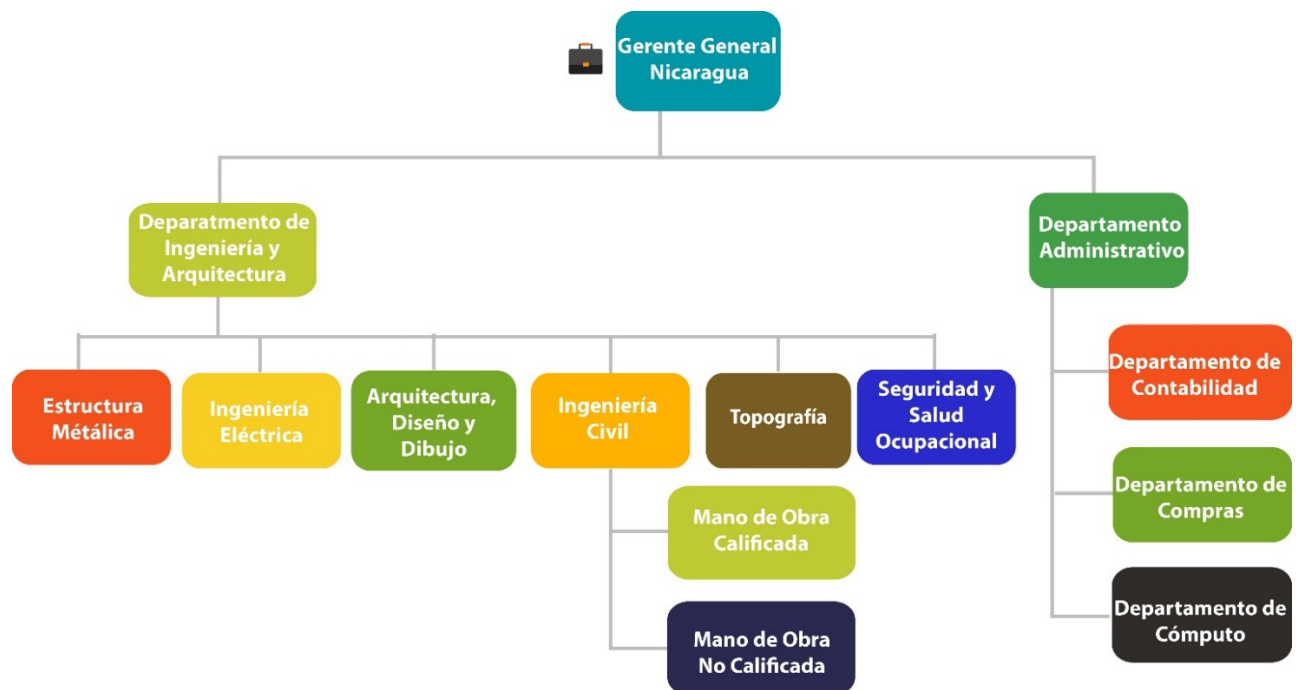 Gerente General
Nicaragua
Deparatmento de
Ingeniería y
Arquitectura
Departamento
Administrativo
Estructura
Métálica
Ingeniería
Eléctrica
Arquitectura,
Diseño y
Dibujo
Ingeniería
Civil
Topografía
Seguridad y
Salud
Ocupacional
Mano de Obra
Calificada
Mano de Obra
No Calificada
Departamento de
Contabilidad
Departamento de
Compras
Departamento de
Cómputo